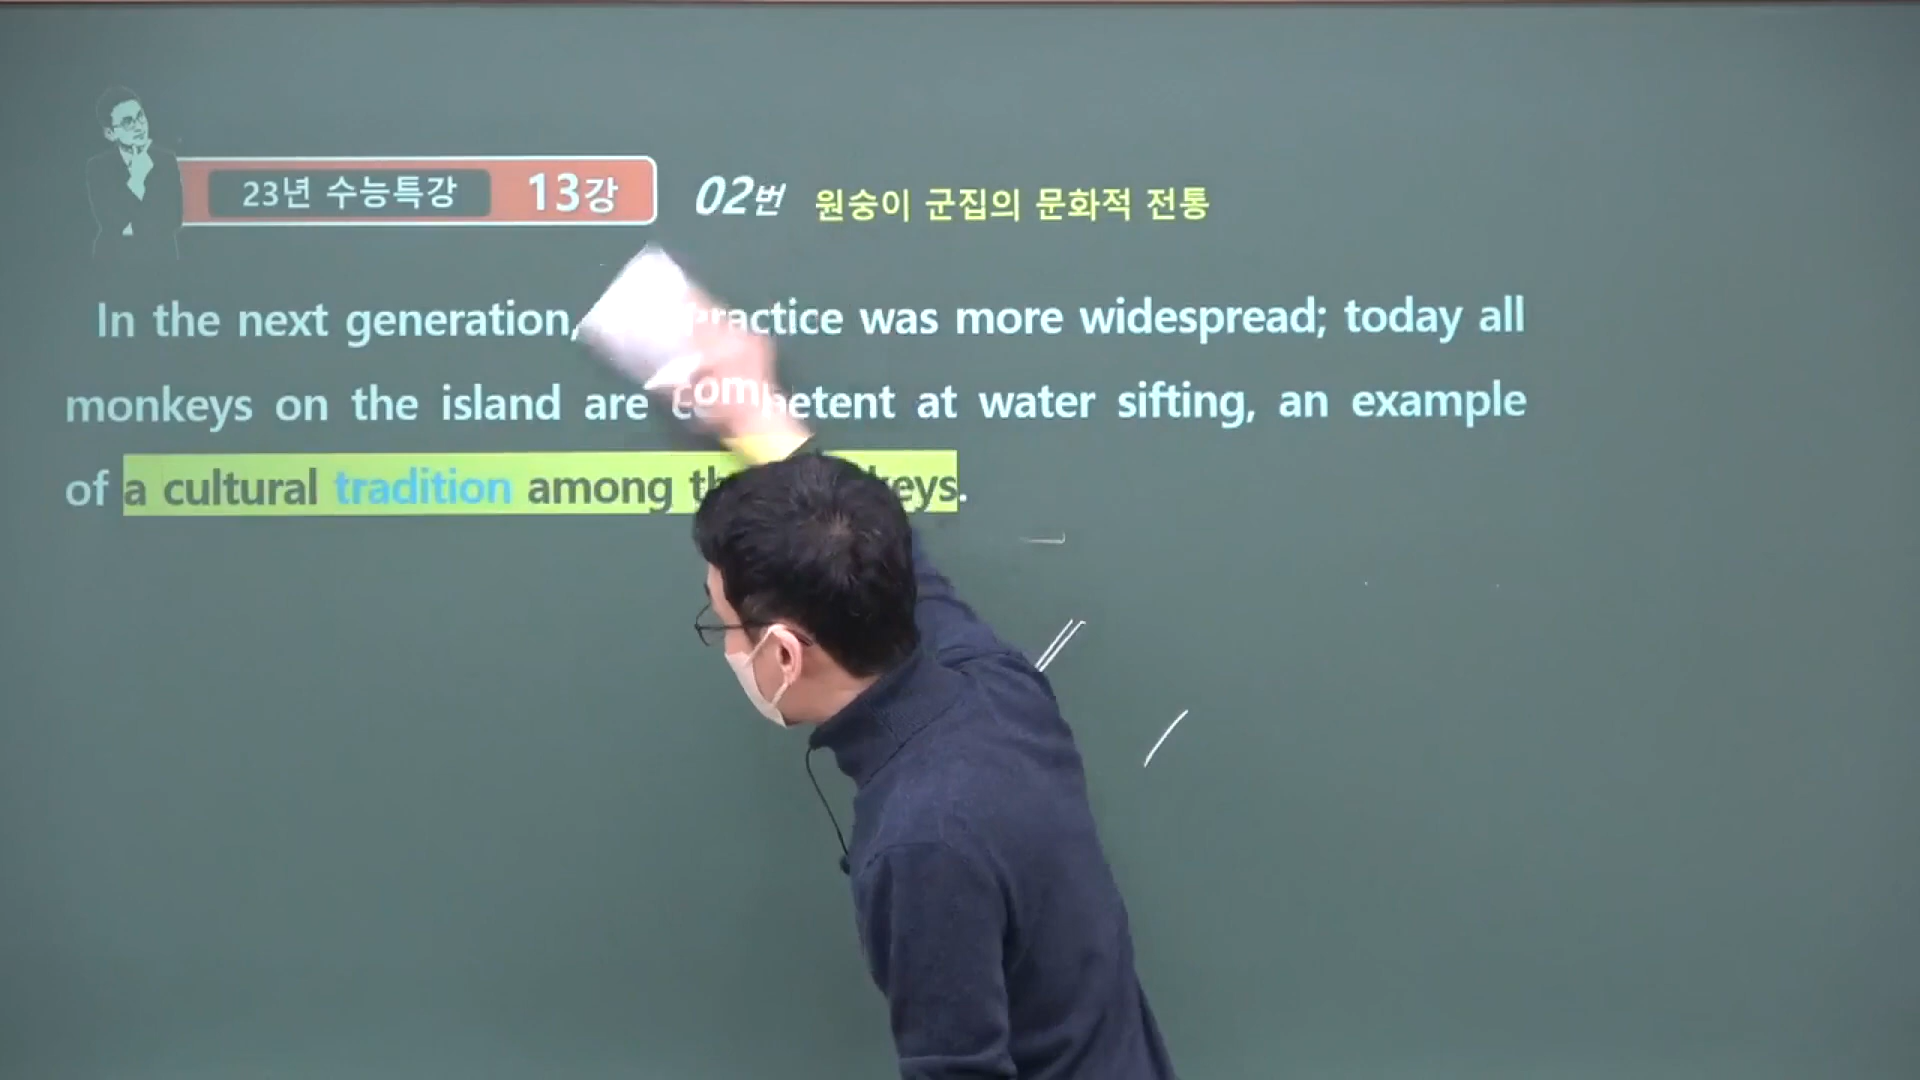 23년 수능특강 13강 02번 원숭이 군집의 문화적 전통
In the next generation, practice was more widespread; today all
monkeys on the island are competent at water sifting, an example
of a cultural tradition among